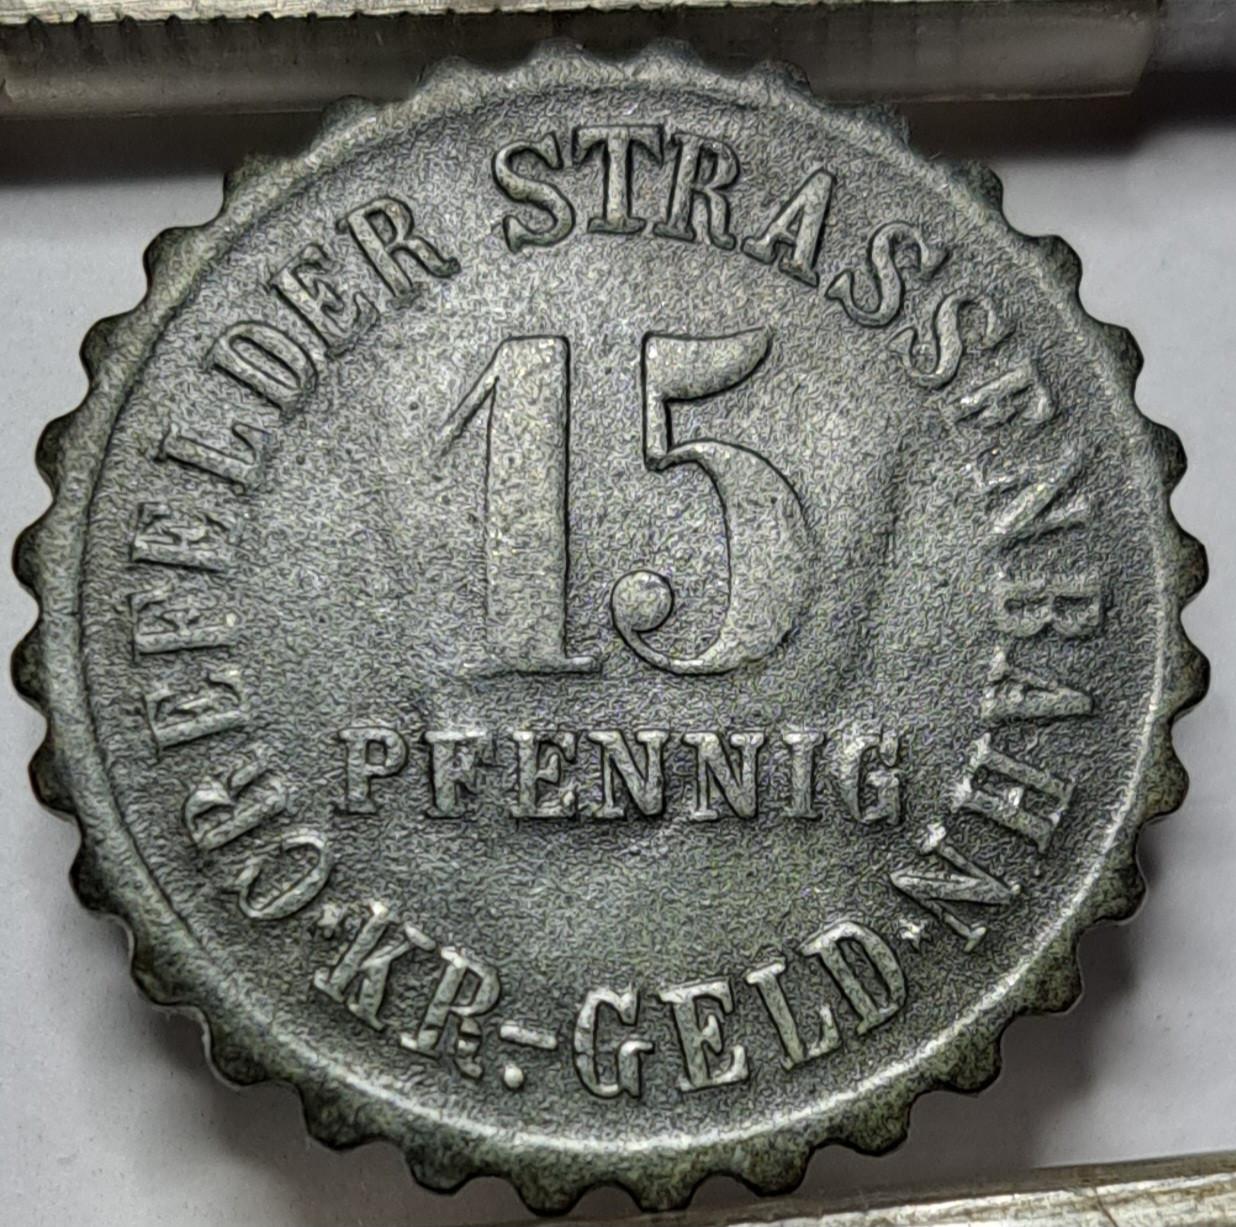 CREFELDER STRASSENBAHN
15
PFENNIG
*KR.-GELD*